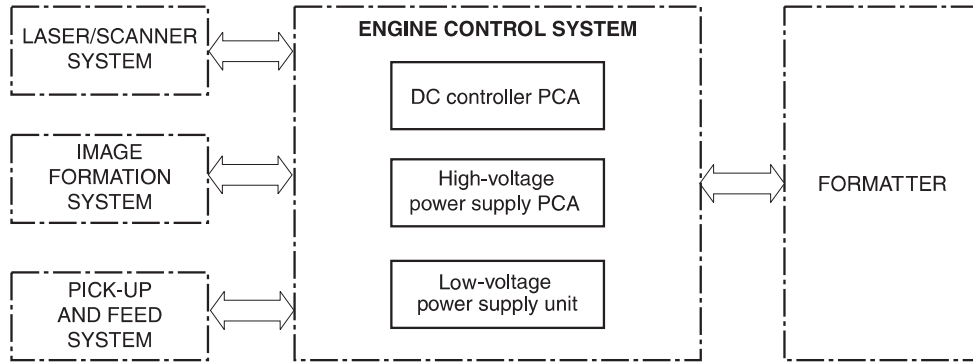 LASER/SCANNER
SYSTEM
IMAGE
FORMATION
SYSTEM
PICK-UP
AND FEED
SYSTEM
ENGINE CONTROL SYSTEM
DC controller PCA
High-voltage
power supply PCA
Low-voltage
power supply unit
FORMATTER